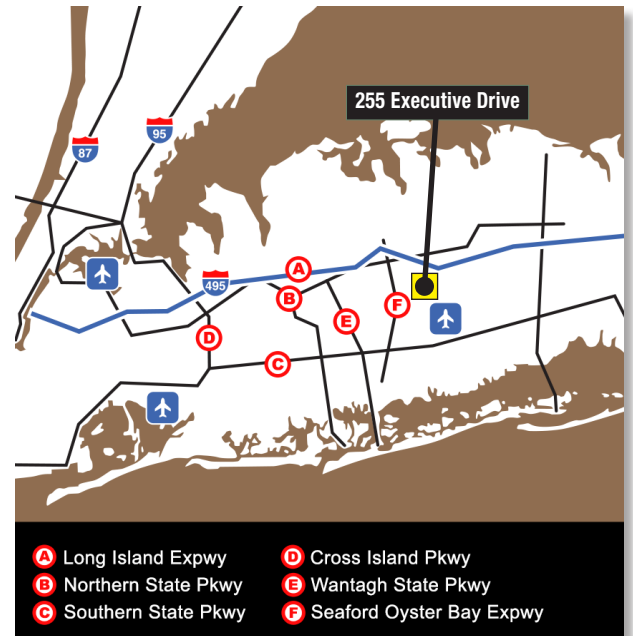 255 Executive Drive
95
87
495
A
B
F
E
D
C
A Long Island Expwy
B Northern State Pkwy
C Southern State Pkwy
D Cross Island Pkwy
E Wantagh State Pkwy
F Seaford Oyster Bay Expwy